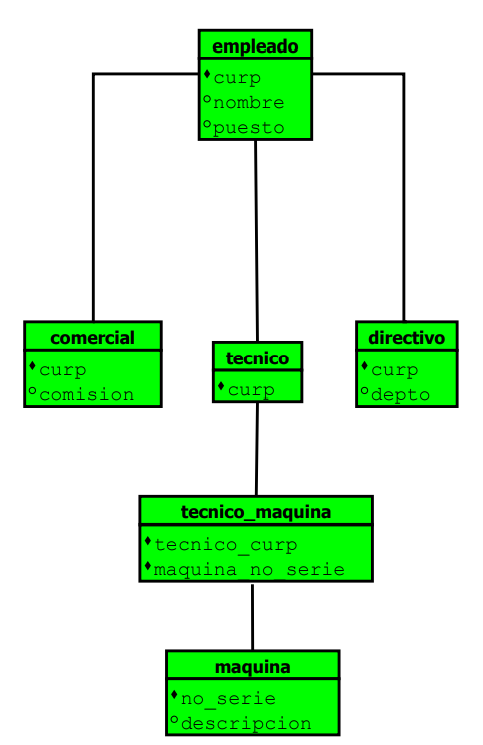 empleado
curp
nombre
puesto
comercial
curp
comision
tecnico
curp
directivo
curp
depto
tecnico_maquina
tecnico_curp
maquina_no_serie
maquina
no_serie
descripcion